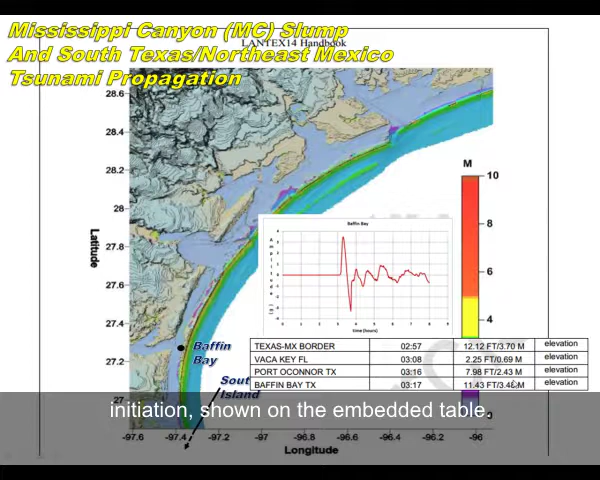 Mississippi Canyon (MC) Slump
LANTEX14 Handbook
And South Texas/Northeast Mexico
Tsunami Propagation
28.6
28.4
28.2
28
27.8
27.6
27.4
27.2
27
Latitude
M
10
8
6
4
Baffin Bay
time (hours)
Baffin
Bay
TEXAS-MX BORDER 02:57 12.12 FT/3.70 M elevation
VACA KEY FL 03:08 2.25 FT/0.69 M elevation
PORT OCONNOR TX 03:16 7.98 FT/2.43 M elevation
BAFFIN BAY TX 03:17 11.43 FT/3.48 M elevation
Island
initiation, shown on the embedded table.
-97.6 -97.4 -97.2 -97 -96.8 -96.6 -96.4 -96.2 -96
Longitude